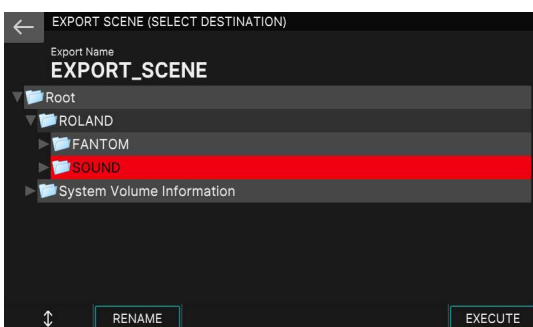 EXPORT SCENE (SELECT DESTINATION)
Export Name
EXPORT_SCENE
Root
ROLAND
FANTOM
SOUND
System Volume Information
RENAME
EXECUTE